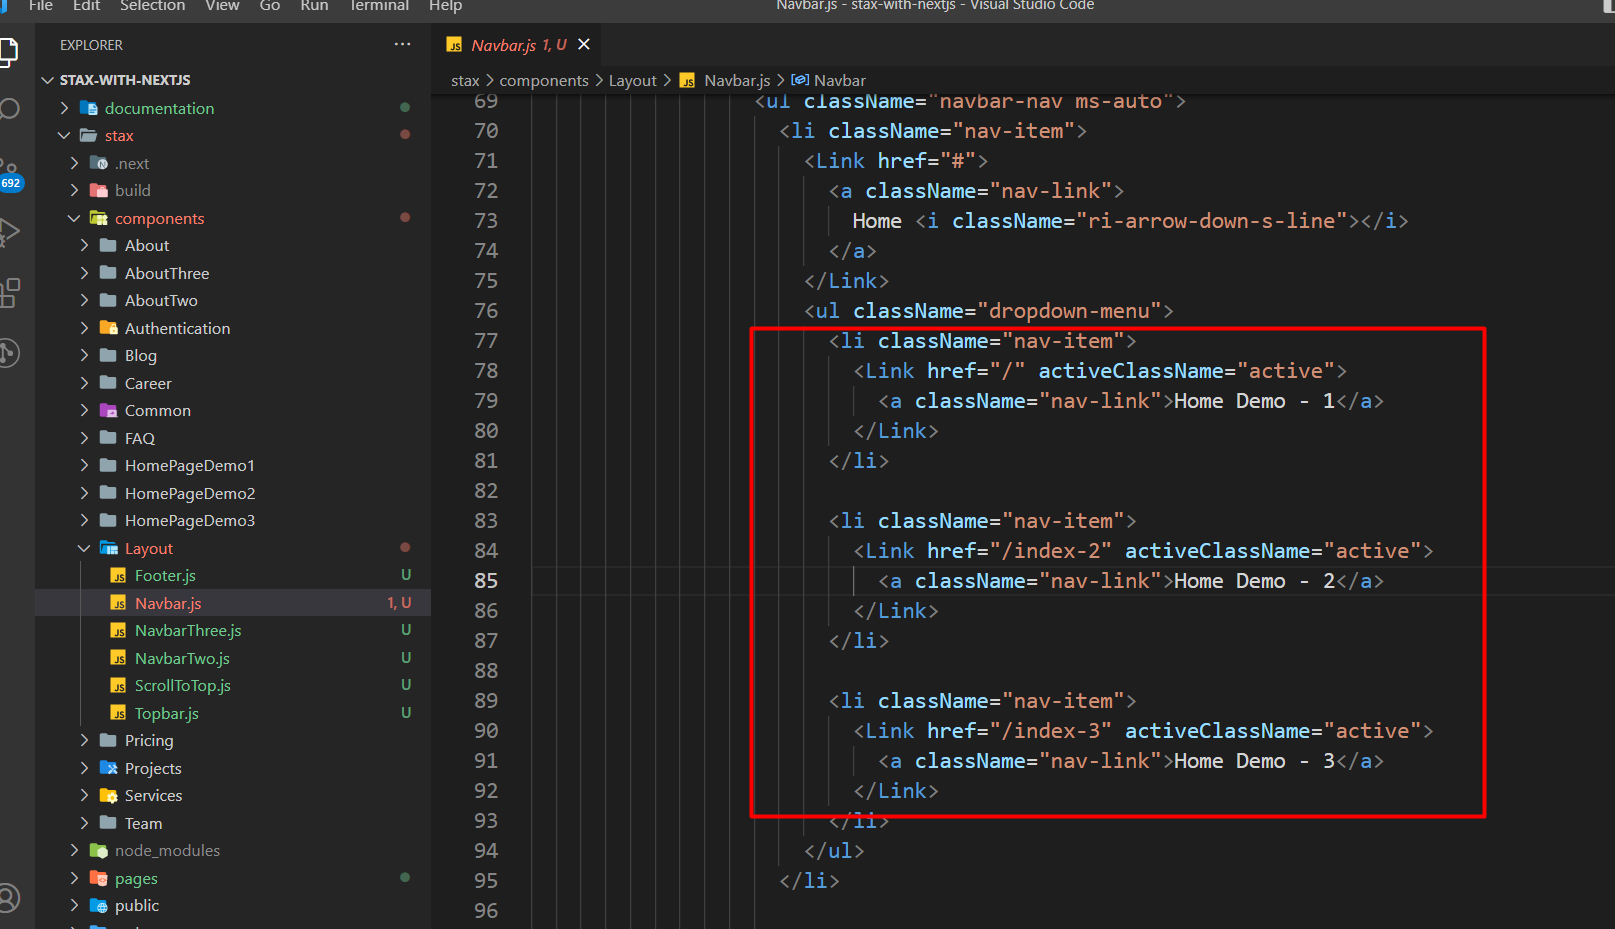 File Edit Selection View Go Run Terminal Help
Navbar.js - stax-with-nextjs - Visual Studio Code
EXPLORER
STAX-WITH-NEXTJS
documentation
stax
.next
build
components
About
AboutThree
AboutTwo
Authentication
Blog
Career
Common
FAQ
HomePageDemo1
HomePageDemo2
HomePageDemo3
Layout
JS Footer.js U
JS Navbar.js 1, U
JS NavbarThree.js U
JS NavbarTwo.js U
JS ScrollToTop.js U
JS Topbar.js U
Pricing
Projects
Services
Team
node_modules
pages
public
692
JS Navbar.js 1, U
stax > components > Layout > JS Navbar.js > Navbar
69 <ul className="navbar-nav ms-auto">
70 <li className="nav-item">
71 <Link href="#">
72 <a className="nav-link">
73 Home <i className="ri-arrow-down-s-line"></i>
74 </a>
75 </Link>
76 <ul className="dropdown-menu">
77 <li className="nav-item">
78 <Link href="/" activeClassName="active">
79 <a className="nav-link">Home Demo - 1</a>
80 </Link>
81 </li>
82
83 <li className="nav-item">
84 <Link href="/index-2" activeClassName="active">
85 <a className="nav-link">Home Demo - 2</a>
86 </Link>
87 </li>
88
89 <li className="nav-item">
90 <Link href="/index-3" activeClassName="active">
91 <a className="nav-link">Home Demo - 3</a>
92 </Link>
93 </li>
94 </ul>
95 </li>
96